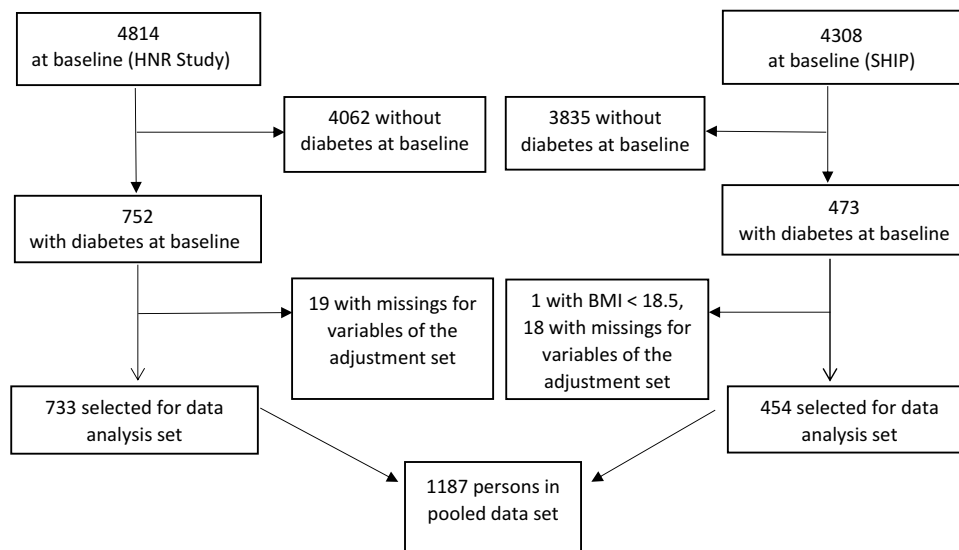 4814
at baseline (HNR Study)
4308
at baseline (SHIP)
4062 without
diabetes at baseline
3835 without
diabetes at baseline
752
with diabetes at baseline
473
with diabetes at baseline
19 with missings for
variables of the
adjustment set
1 with BMI < 18.5,
18 with missings for
variables of the
adjustment set
733 selected for data
analysis set
454 selected for data
analysis set
1187 persons in
pooled data set